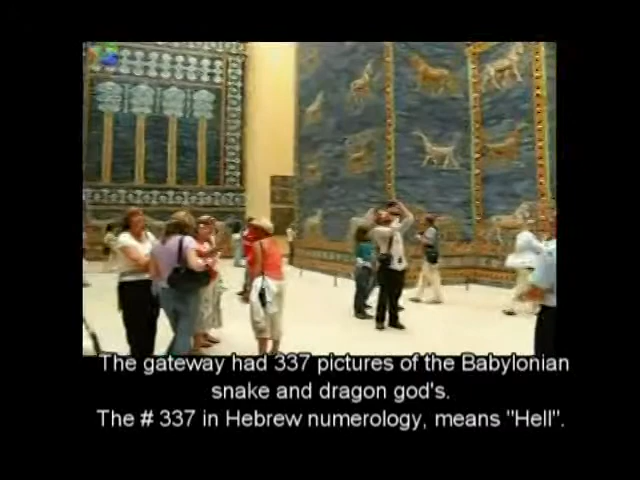 The gateway had 337 pictures of the Babylonian
snake and dragon god's.
The # 337 in Hebrew numerology, means "Hell".